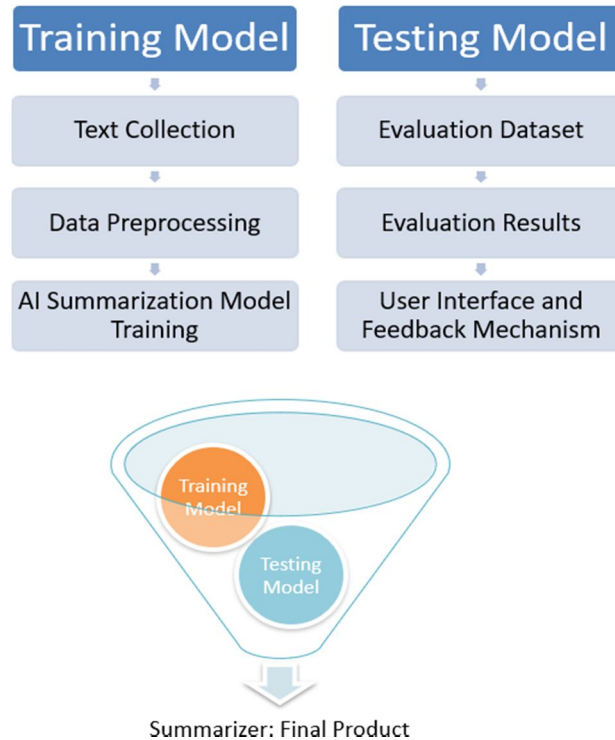 Training Model
Text Collection
Data Preprocessing
AI Summarization Model
Training
Testing Model
Evaluation Dataset
Evaluation Results
User Interface and
Feedback Mechanism
Training
Model
Testing
Model
Summarizer: Final Product